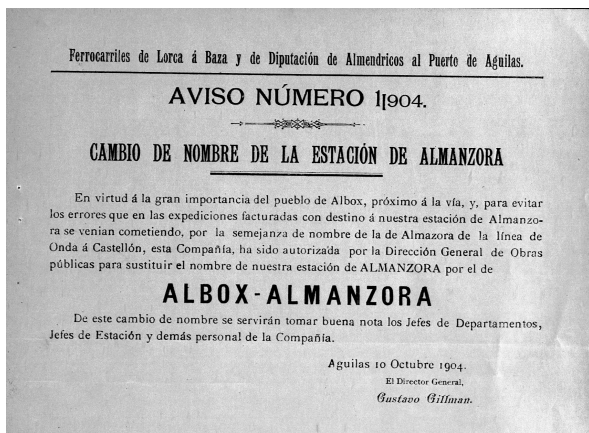 Ferrocarriles de Lorca á Baza y de Diputación de Almendricos al Puerto de Aguilas.
AVISO NÚMERO 1|904.
CAMBIO DE NOMBRE DE LA ESTACIÓN DE ALMANZORA
En virtud á la gran importancia del pueblo de Albox, próximo á la vía, y, para evitar
los errores que en las expediciones facturadas con destino á nuestra estación de Almanzo-
ra se venian cometiendo, por la semejanza de nombre de la de Almazora de la línea de
Onda á Castellón, esta Compañía, ha sido autorizada por la Dirección General de Obras
públicas para sustituir el nombre de nuestra estación de ALMANZORA por el de
ALBOX-ALMANZORA
De este cambio de nombre se servirán tomar buena nota los Jefes de Departamentos,
Jefes de Estación y demás personal de la Compañía.
Aguilas 10 Octubre 1904.
El Director General,
Gustavo Gillman.